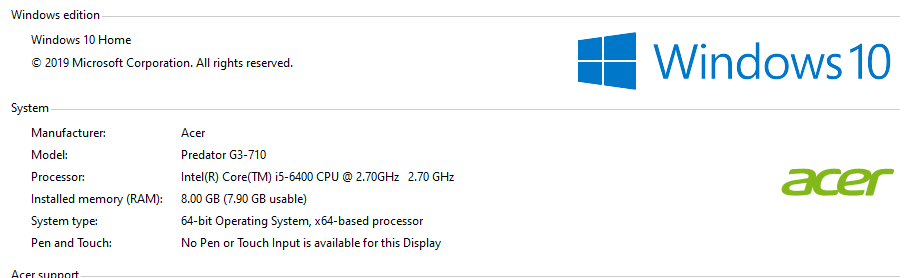 Windows edition
Windows 10 Home
© 2019 Microsoft Corporation. All rights reserved.
Windows 10
System
Manufacturer: Acer
Model: Predator G3-710
Processor: Intel(R) Core(TM) i5-6400 CPU @ 2.70GHz 2.70 GHz
Installed memory (RAM): 8.00 GB (7.90 GB usable)
System type: 64-bit Operating System, x64-based processor
Pen and Touch: No Pen or Touch Input is available for this Display
acer
Acer support